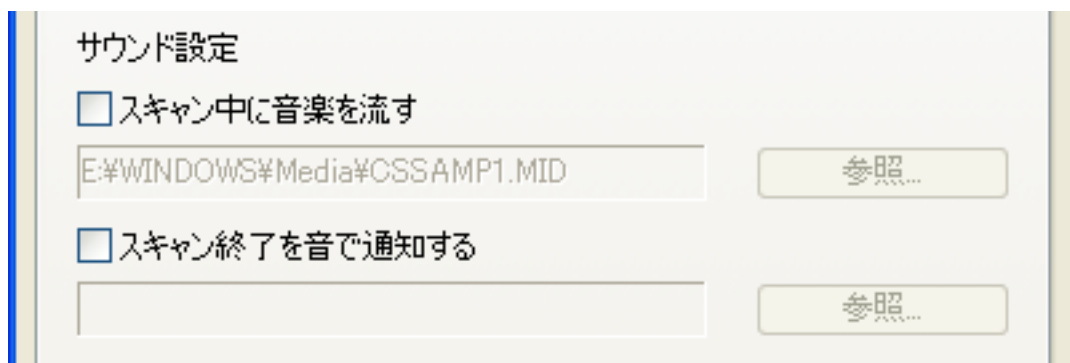 サウンド設定
スキャン中に音楽を流す
E:¥WINDOWS¥Media¥CSSAMP1.MID 参照...
スキャン終了を音で通知する
参照...